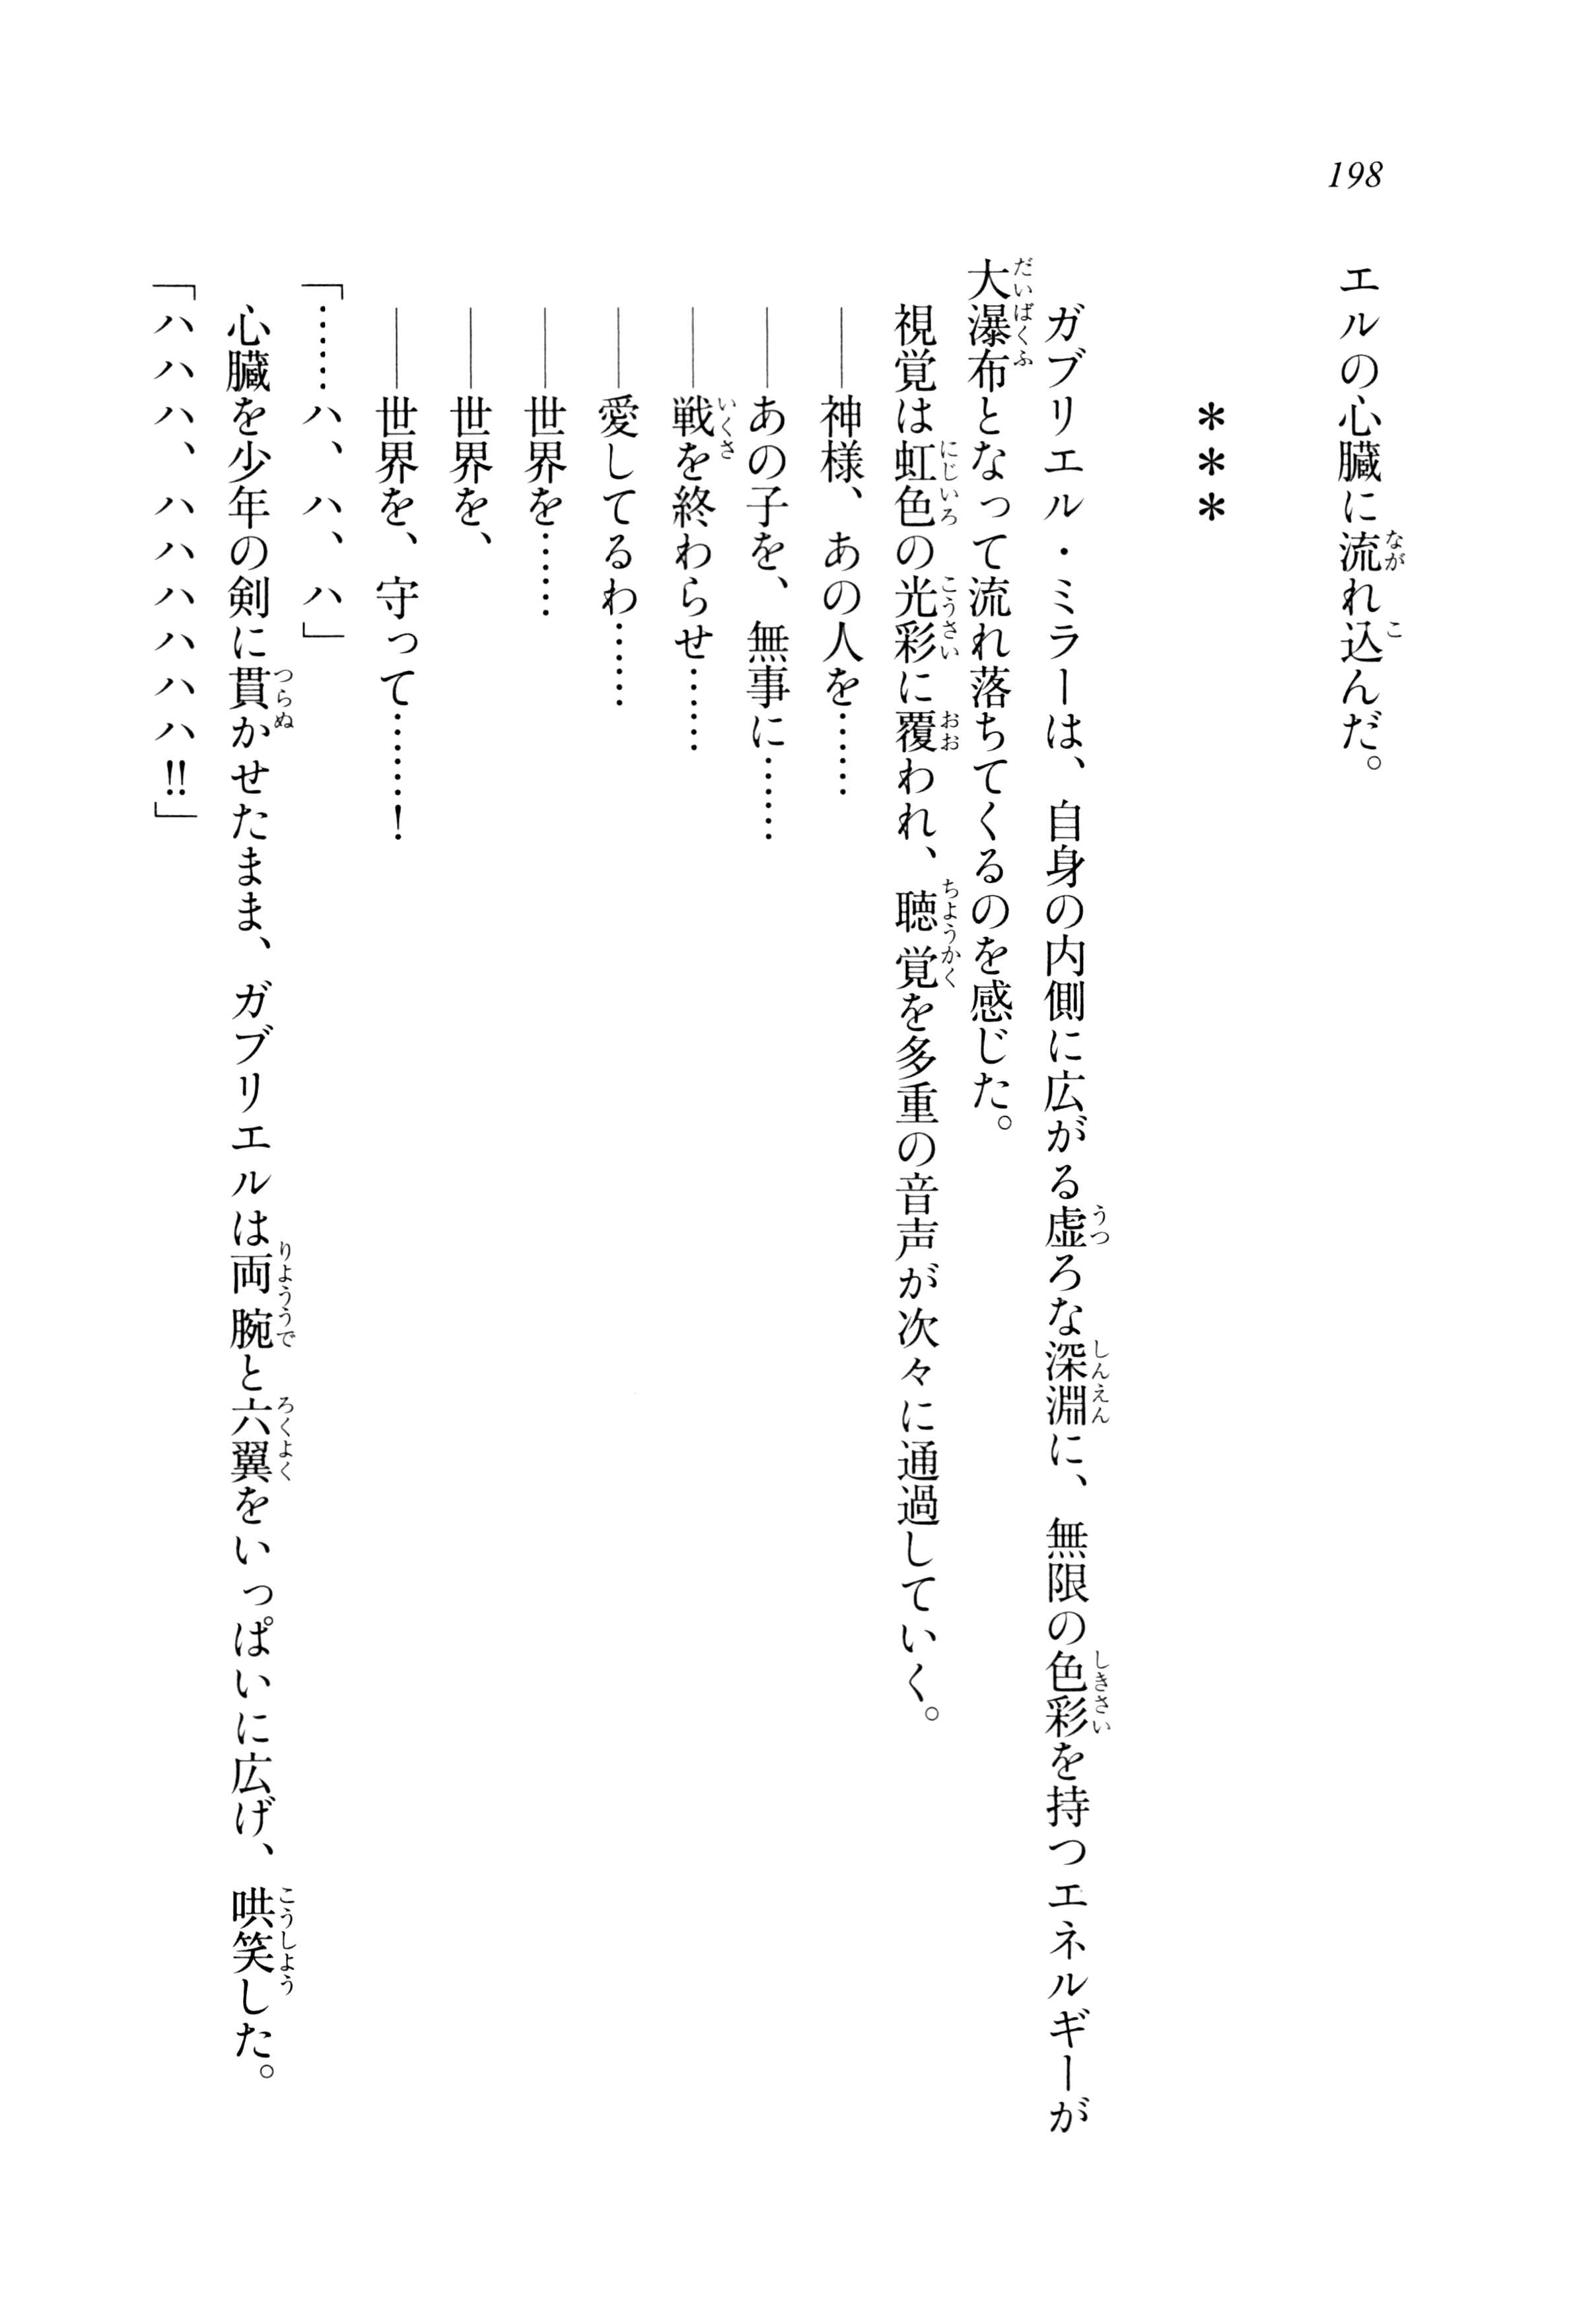 198
エルの心臓に流れ込んだ。
＊＊＊
ガブリエル・ミラーは、自身の内側に広がる虚ろな深淵に、無限の色彩を持つエネルギーが
大瀑布となって流れ落ちてくるのを感じた。
視覚は虹色の光彩に覆われ、聴覚を多重の音声が次々に通過していく。
――神様、あの人を……
――あの子を、無事に……
――戦を終わらせ……
――愛してるわ……
――世界を……
――世界を、
――世界を、守って……！
「……ハ、ハ、ハ」
心臓を少年の剣に貫かせたまま、ガブリエルは両腕と六翼をいっぱいに広げ、哄笑した。
「ハハハ、ハハハハハハ!!」